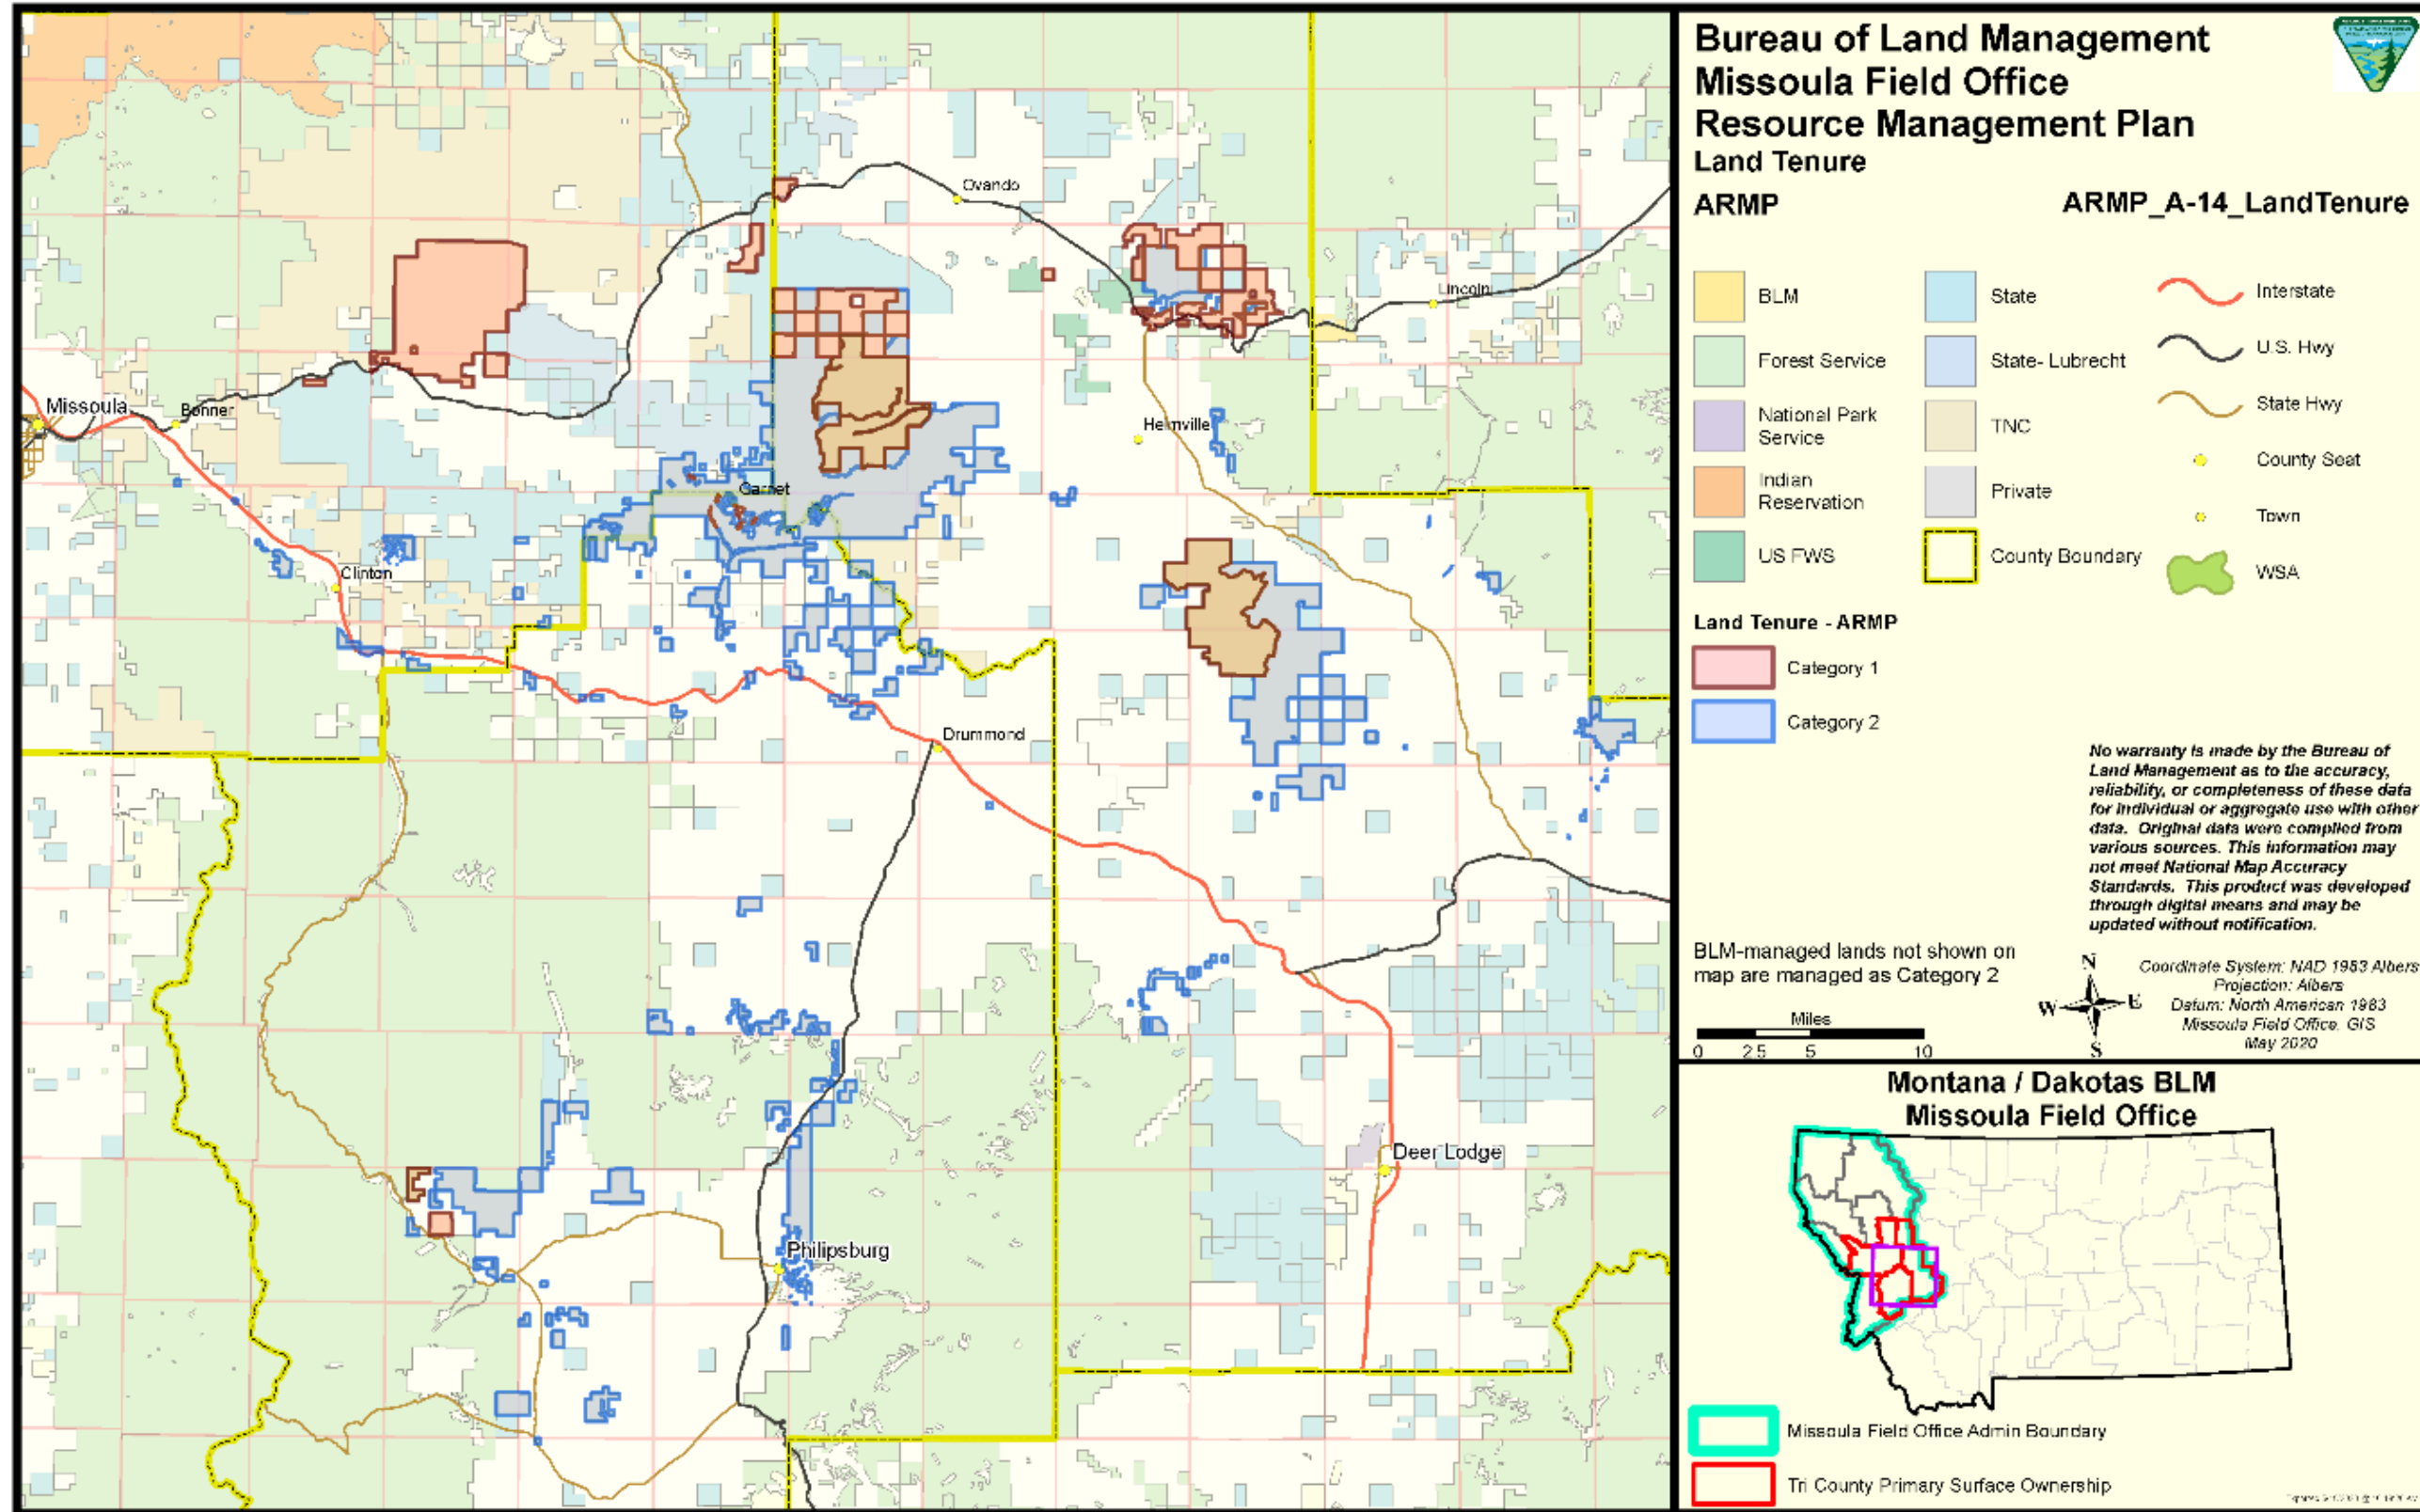 Bureau of Land Management
Missoula Field Office
Resource Management Plan
Land Tenure
ARMP
ARMP_A-14_LandTenure
BLM
Forest Service
National Park
Service
Indian
Reservation
US FWS
State
State- Lubrecht
TNC
Private
County Boundary
Interstate
U.S. Hwy
State Hwy
County Seat
Town
WSA
Land Tenure - ARMP
Category 1
Category 2
No warranty is made by the Bureau of
Land Management as to the accuracy,
reliability, or completeness of these data
for individual or aggregate use with other
data. Original data were compiled from
various sources. This information may
not meet National Map Accuracy
Standards. This product was developed
through digital means and may be
updated without notification.
BLM-managed lands not shown on
map are managed as Category 2
N
W E
S
Coordinate System: NAD 1983 Albers
Projection: Albers
Datum: North American 1983
Missoula Field Office, GIS
May 2020
Miles
0 2.5 5 10
Montana / Dakotas BLM
Missoula Field Office
Missoula Field Office Admin Boundary
Tri County Primary Surface Ownership
Ovando
Lincoln
Missoula
Bonner
Helmville
Garnet
Clinton
Drummond
Deer Lodge
Philipsburg